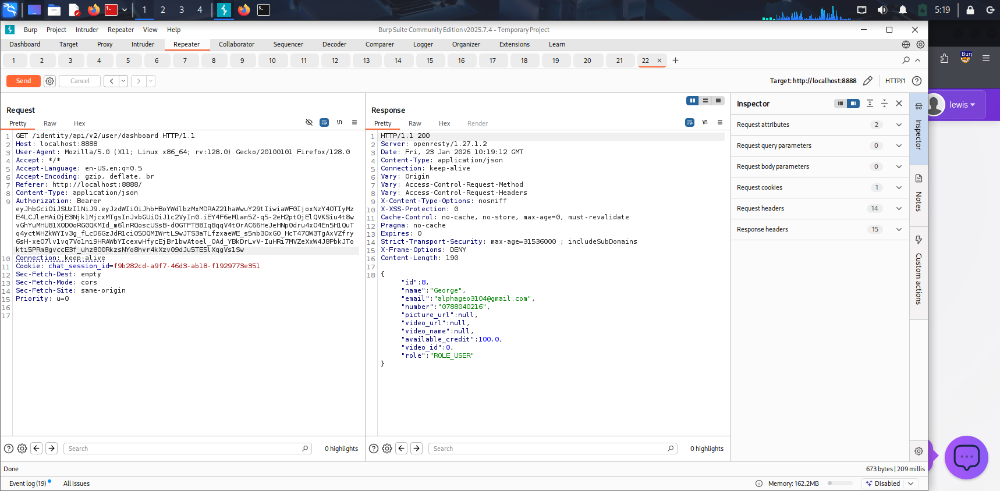 1 2 3 4 5:19
Burp Project Intruder Repeater View Help Burp Suite Community Edition v2025.7.4 - Temporary Project
Dashboard Target Proxy Intruder Repeater Collaborator Sequencer Decoder Comparer Logger Organizer Extensions Learn
1 2 3 4 5 6 7 8 9 10 11 12 13 14 15 16 17 18 19 20 21 22 × +
Send Cancel < > Target: http://localhost:8888 HTTP/1
Request
Pretty Raw Hex \n
1 GET /identity/api/v2/user/dashboard HTTP/1.1
2 Host: localhost:8888
3 User-Agent: Mozilla/5.0 (X11; Linux x86_64; rv:128.0) Gecko/20100101 Firefox/128.0
4 Accept: */*
5 Accept-Language: en-US,en;q=0.5
6 Accept-Encoding: gzip, deflate, br
7 Referer: http://localhost:8888/
8 Content-Type: application/json
9 Authorization: Bearer
10 Connection: keep-alive
11 Cookie: chat_session_id=f9b282cd-a9f7-46d3-ab18-f1929773e351
12 Sec-Fetch-Dest: empty
13 Sec-Fetch-Mode: cors
14 Sec-Fetch-Site: same-origin
15 Priority: u=0
16
17
Search 0 highlights
Response
Pretty Raw Hex Render \n
1 HTTP/1.1 200
2 Server: openresty/1.27.1.2
3 Date: Fri, 23 Jan 2026 10:19:12 GMT
4 Content-Type: application/json
5 Connection: keep-alive
6 Vary: Origin
7 Vary: Access-Control-Request-Method
8 Vary: Access-Control-Request-Headers
9 X-Content-Type-Options: nosniff
10 X-XSS-Protection: 0
11 Cache-Control: no-cache, no-store, max-age=0, must-revalidate
12 Pragma: no-cache
13 Expires: 0
14 Strict-Transport-Security: max-age=31536000 ; includeSubDomains
15 X-Frame-Options: DENY
16 Content-Length: 190
17
18 {
"id":8,
"name":"George",
"email":"alphageo3104@gmail.com",
"number":"0788040216",
"picture_url":null,
"video_url":null,
"video_name":null,
"available_credit":100.0,
"video_id":0,
"role":"ROLE_USER"
}
Search 0 highlights
Inspector
Request attributes 2
Request query parameters 0
Request body parameters 0
Request cookies 1
Request headers 14
Response headers 15
Inspector
Notes
Custom actions
Burp
lewis
Done 673 bytes | 209 millis
Event log (19) All issues Memory: 162.2MB Disabled